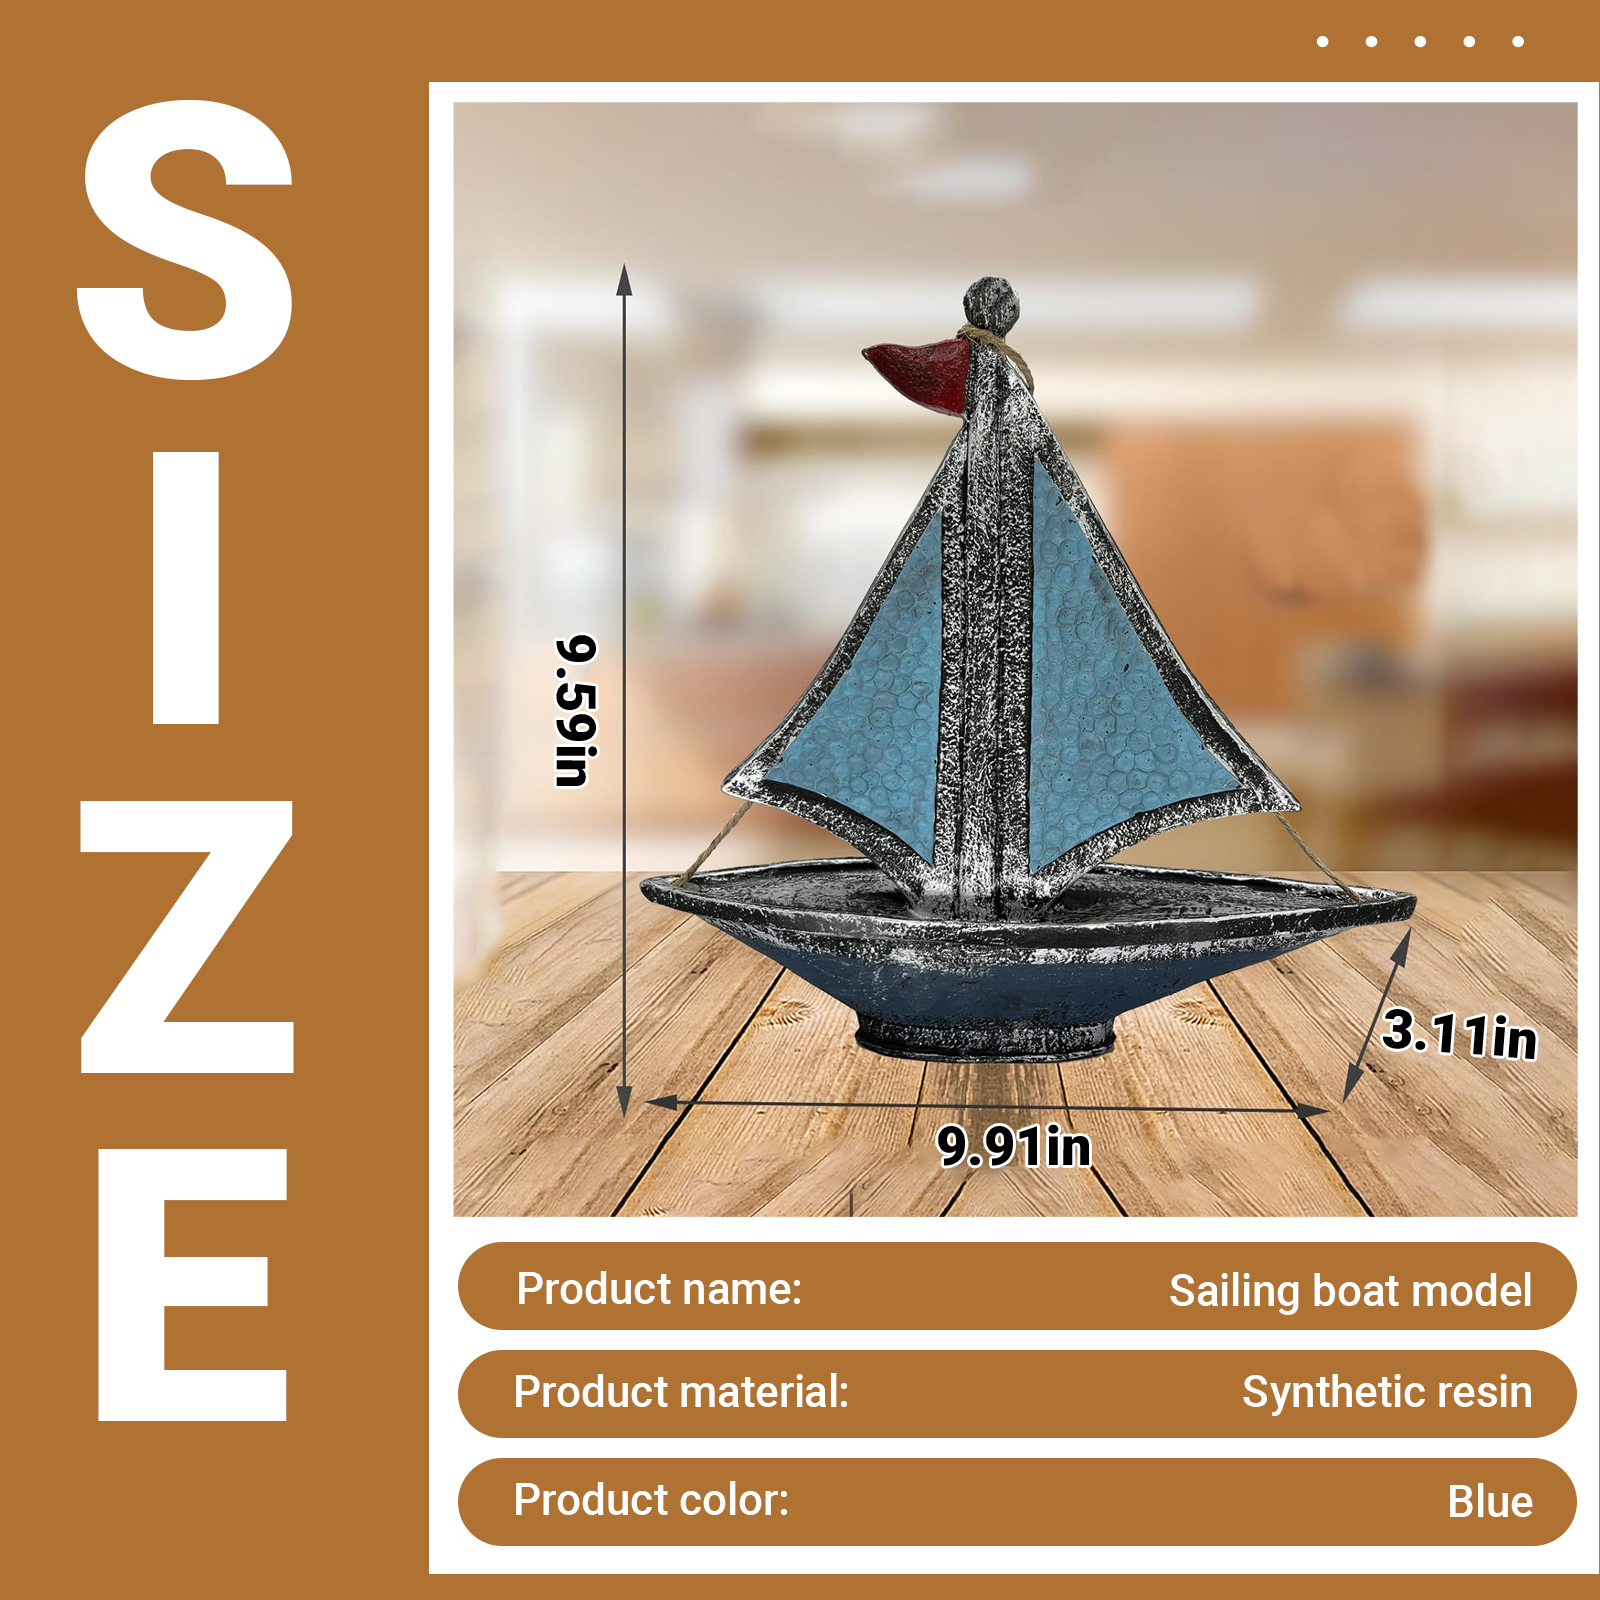 SIZE
9.59in
3.11in
9.91in
Product name: Sailing boat model
Product material: Synthetic resin
Product color: Blue